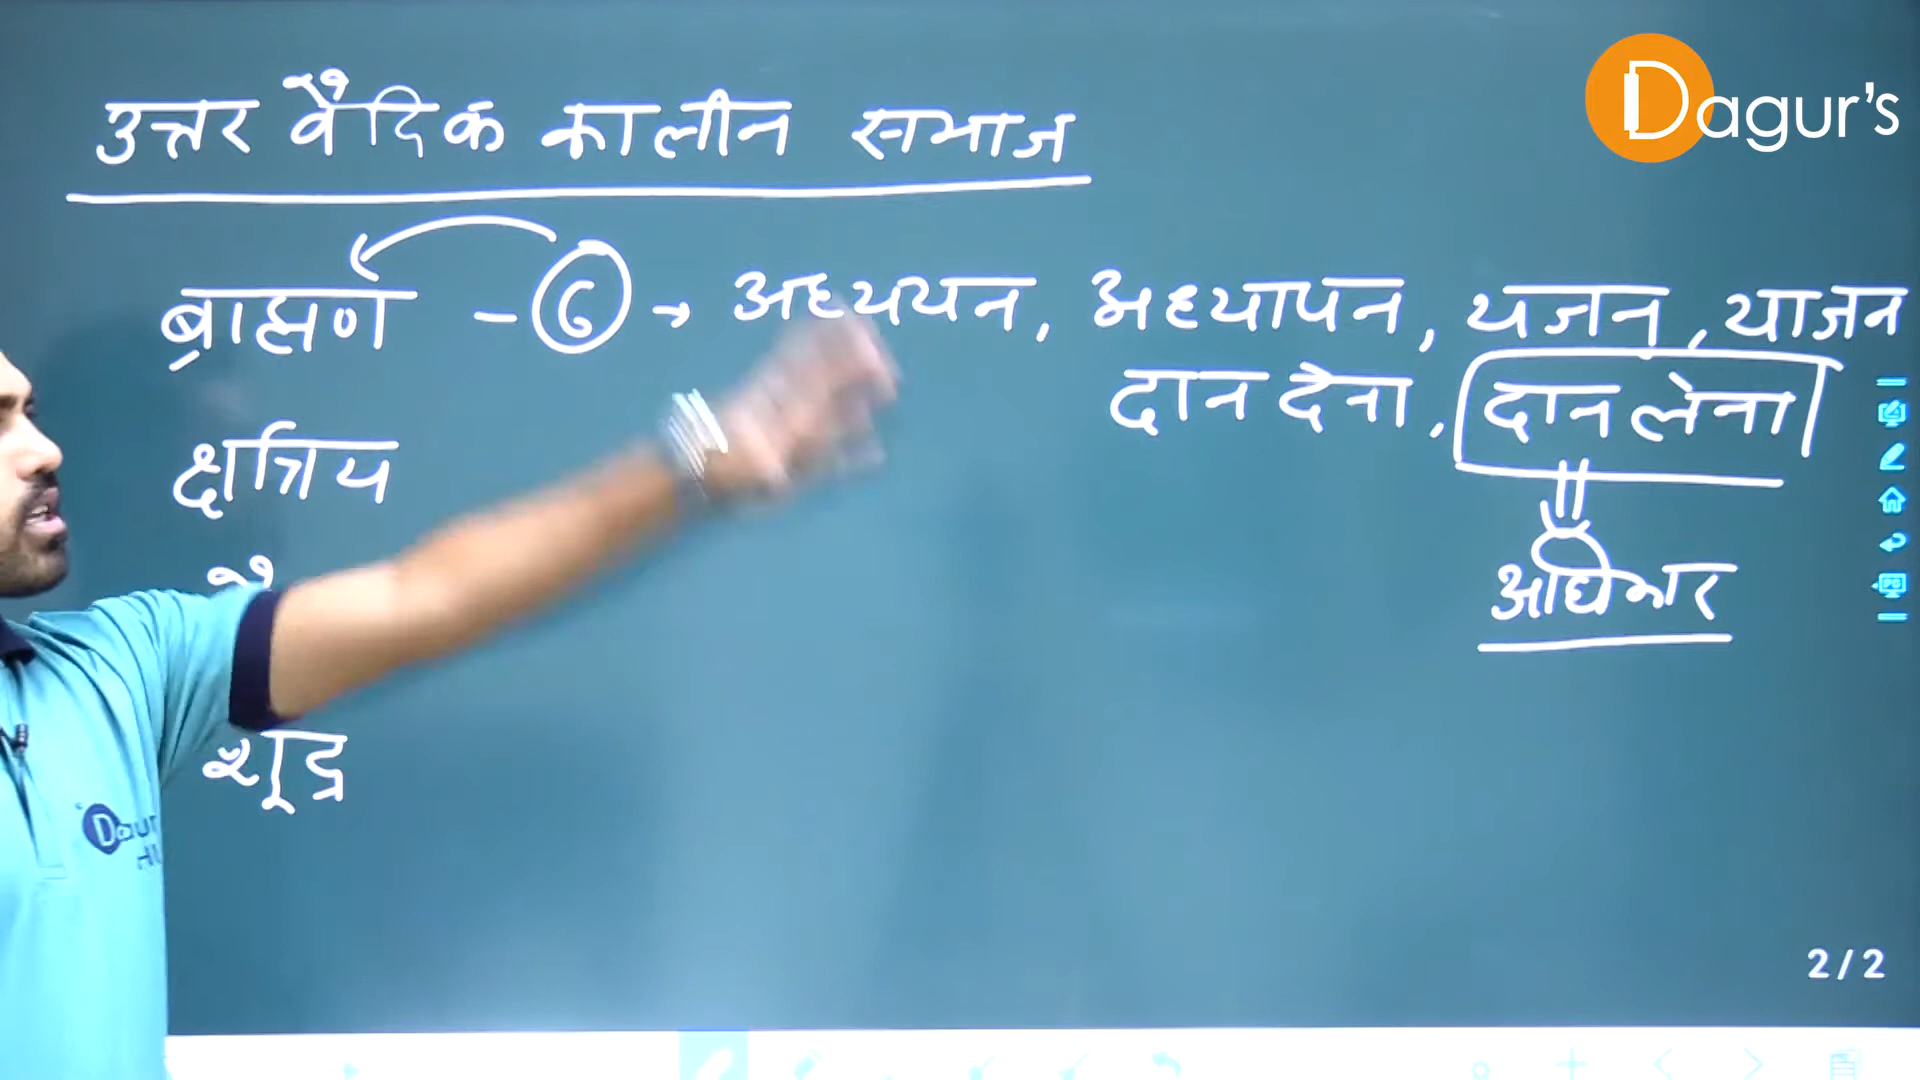 Dagur's
उत्तर वैदिक कालीन समाज
ब्राह्मण - 6 → अध्ययन, अध्यापन, यजन, याजन
दान देना, दान लेना
क्षत्रिय
अधिकार
शूद्र
2/2